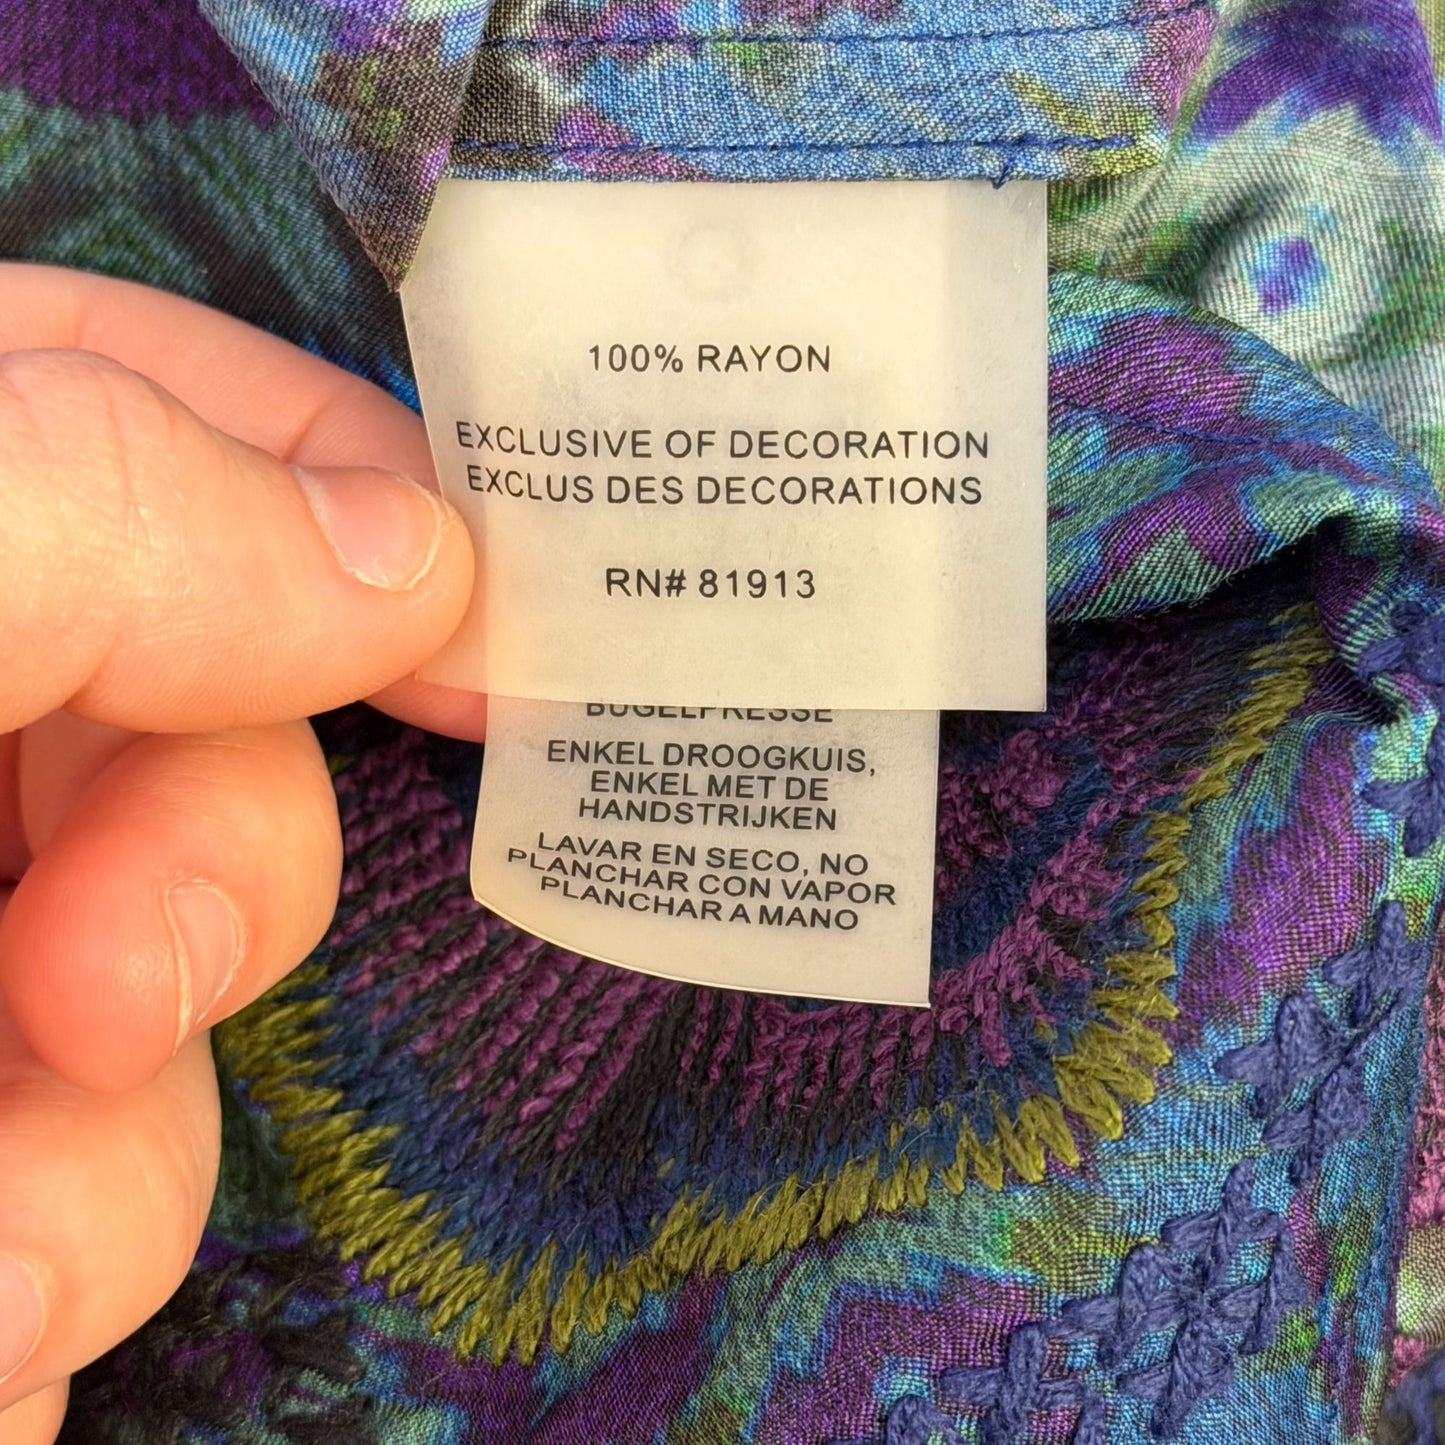 100% RAYON
EXCLUSIVE OF DECORATION
EXCLUS DES DECORATIONS
RN# 81913
BUGELPRESSE
ENKEL DROOGKUIS,
ENKEL MET DE
HANDSTRIJKEN
LAVAR EN SECO, NO
PLANCHAR CON VAPOR
PLANCHAR A MANO